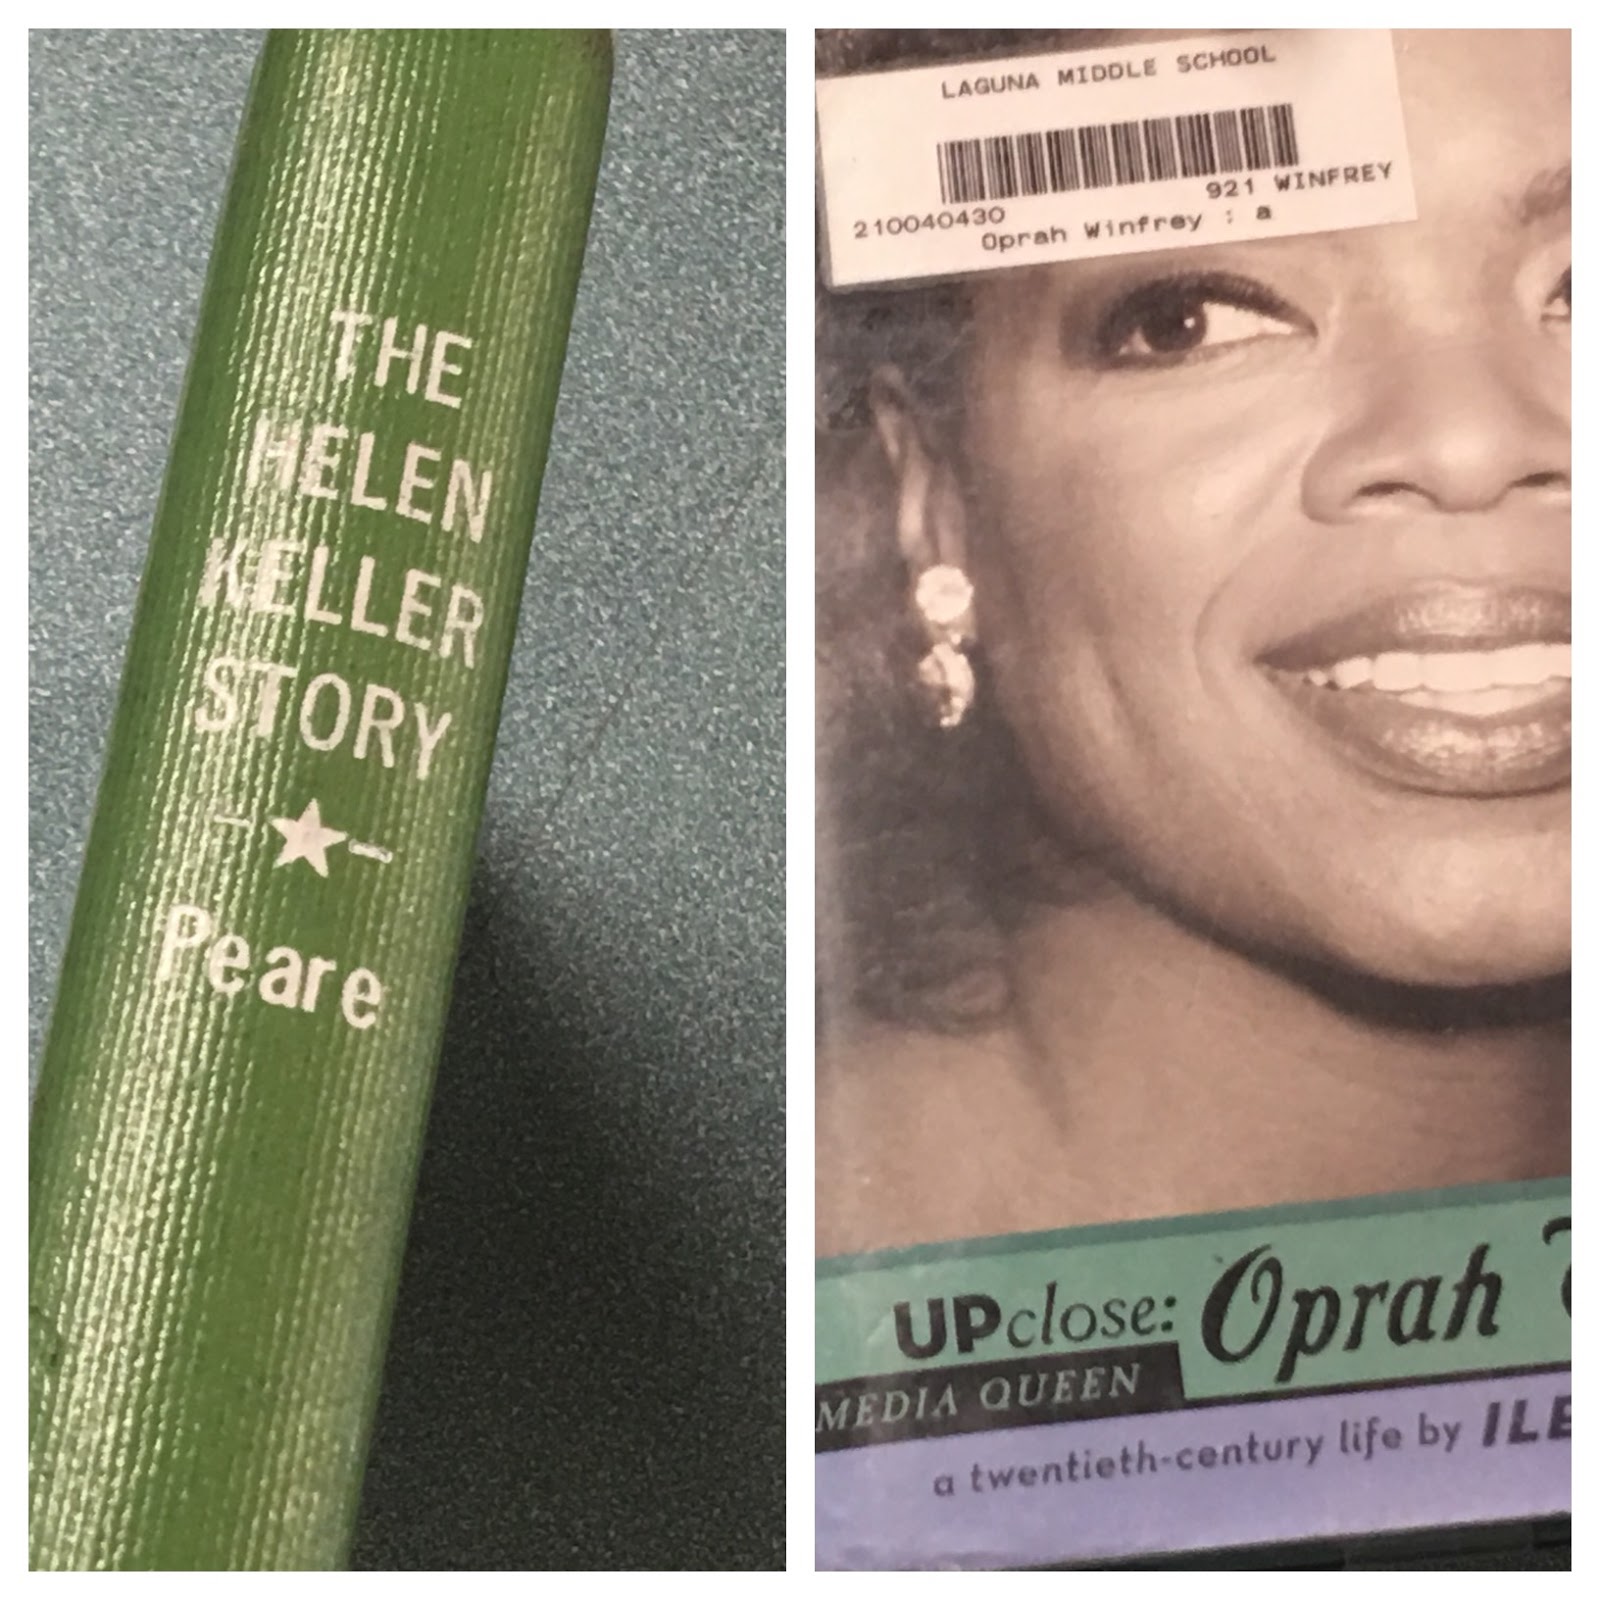 THE
HELEN
KELLER
STORY
Peare
LAGUNA MIDDLE SCHOOL
921 WINFREY
210040430
Oprah Winfrey : a
UPclose: Oprah
MEDIA QUEEN
a twentieth-century life by ILE